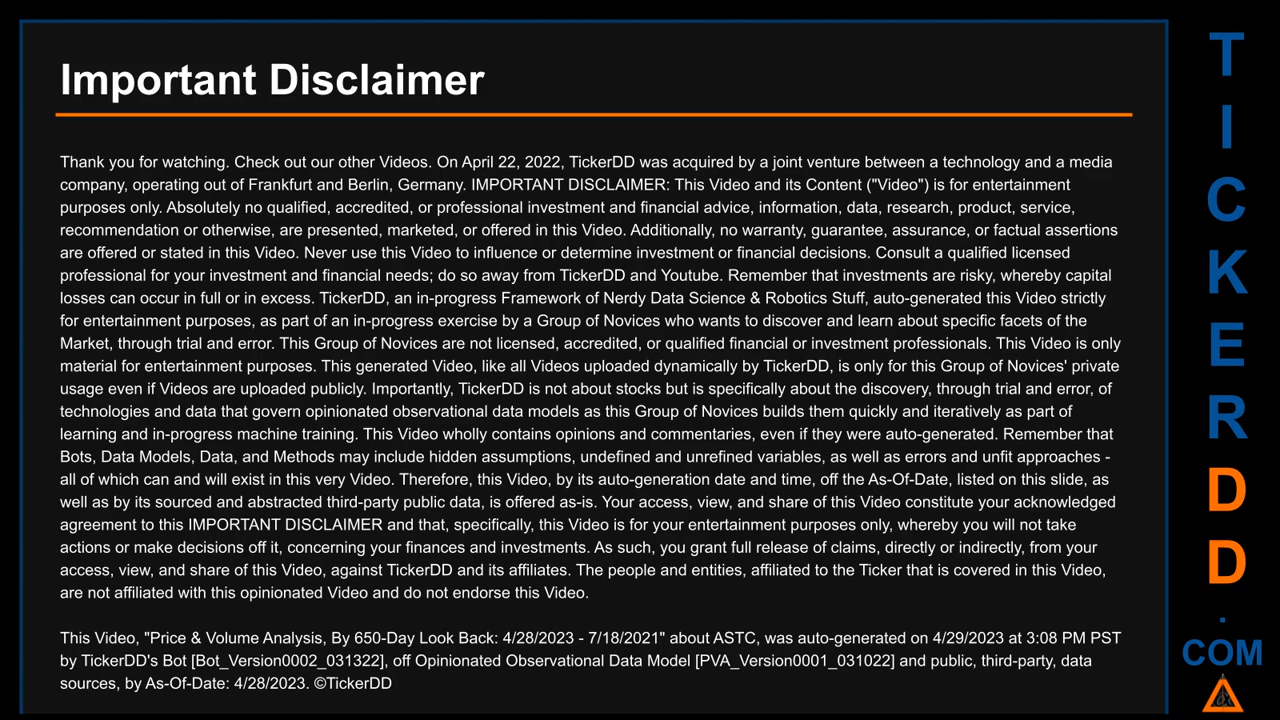 Important Disclaimer
Thank you for watching. Check out our other Videos. On April 22, 2022, TickerDD was acquired by a joint venture between a technology and a media
company, operating out of Frankfurt and Berlin, Germany. IMPORTANT DISCLAIMER: This Video and its Content ("Video") is for entertainment
purposes only. Absolutely no qualified, accredited, or professional investment and financial advice, information, data, research, product, service,
recommendation or otherwise, are presented, marketed, or offered in this Video. Additionally, no warranty, guarantee, assurance, or factual assertions
are offered or stated in this Video. Never use this Video to influence or determine investment or financial decisions. Consult a qualified licensed
professional for your investment and financial needs; do so away from TickerDD and Youtube. Remember that investments are risky, whereby capital
losses can occur in full or in excess. TickerDD, an in-progress Framework of Nerdy Data Science & Robotics Stuff, auto-generated this Video strictly
for entertainment purposes, as part of an in-progress exercise by a Group of Novices who wants to discover and learn about specific facets of the
Market, through trial and error. This Group of Novices are not licensed, accredited, or qualified financial or investment professionals. This Video is only
material for entertainment purposes. This generated Video, like all Videos uploaded dynamically by TickerDD, is only for this Group of Novices' private
usage even if Videos are uploaded publicly. Importantly, TickerDD is not about stocks but is specifically about the discovery, through trial and error, of
technologies and data that govern opinionated observational data models as this Group of Novices builds them quickly and iteratively as part of
learning and in-progress machine training. This Video wholly contains opinions and commentaries, even if they were auto-generated. Remember that
Bots, Data Models, Data, and Methods may include hidden assumptions, undefined and unrefined variables, as well as errors and unfit approaches -
all of which can and will exist in this very Video. Therefore, this Video, by its auto-generation date and time, off the As-Of-Date, listed on this slide, as
well as by its sourced and abstracted third-party public data, is offered as-is. Your access, view, and share of this Video constitute your acknowledged
agreement to this IMPORTANT DISCLAIMER and that, specifically, this Video is for your entertainment purposes only, whereby you will not take
actions or make decisions off it, concerning your finances and investments. As such, you grant full release of claims, directly or indirectly, from your
access, view, and share of this Video, against TickerDD and its affiliates. The people and entities, affiliated to the Ticker that is covered in this Video,
are not affiliated with this opinionated Video and do not endorse this Video.
This Video, "Price & Volume Analysis, By 650-Day Look Back: 4/28/2023 - 7/18/2021" about ASTC, was auto-generated on 4/29/2023 at 3:08 PM PST
by TickerDD's Bot [Bot_Version0002_031322], off Opinionated Observational Data Model [PVA_Version0001_031022] and public, third-party, data
sources, by As-Of-Date: 4/28/2023. ©TickerDD
T
I
C
K
E
R
D
D
.
COM